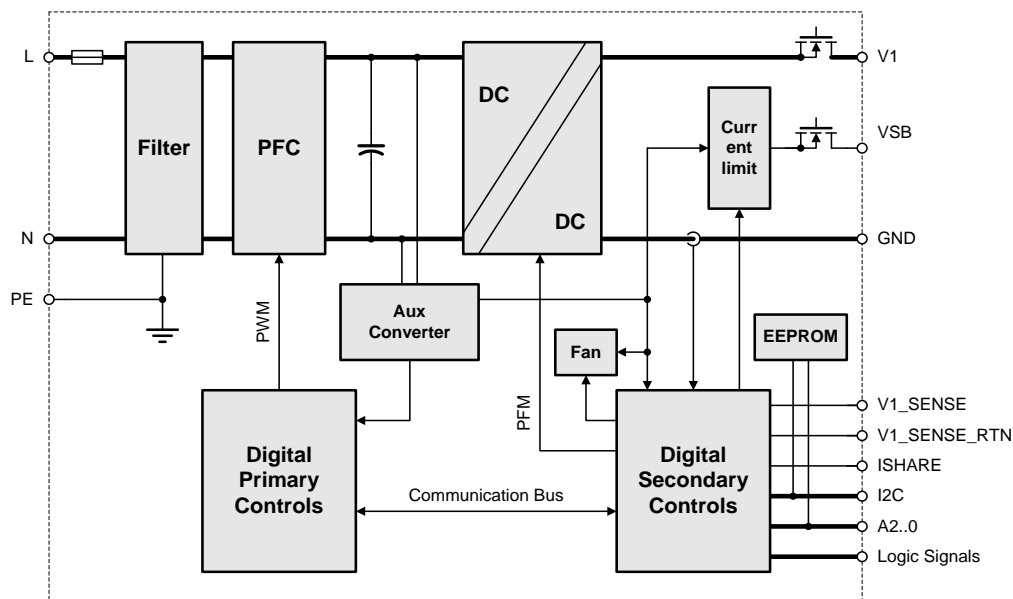 L
V1
DC
Filter
PFC
Curr
ent
limit
VSB
DC
N
GND
PE
PWM
Aux
Converter
PFM
Fan
EEPROM
V1_SENSE
V1_SENSE_RTN
ISHARE
I2C
A2..0
Logic Signals
Digital
Primary
Controls
Communication Bus
Digital
Secondary
Controls